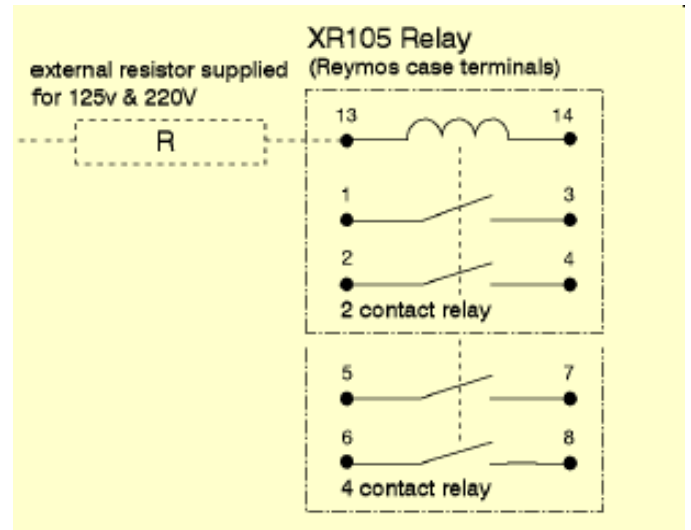 XR105 Relay
external resistor supplied
(Reymos case terminals)
for 125v & 220V
R
13
14
1
3
2
4
2 contact relay
5
7
6
8
4 contact relay